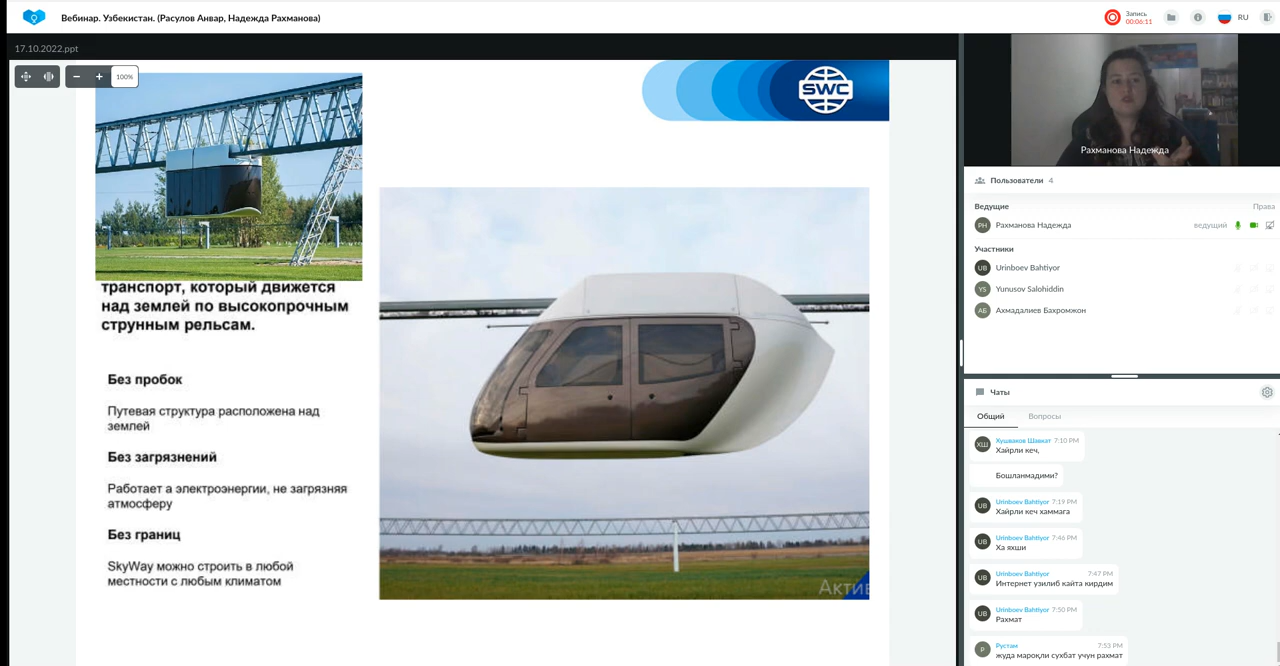 Вебинар. Узбекистан. (Расулов Анвар, Надежда Рахманова)
Запись
00:06:11
RU
17.10.2022.ppt
100%
SWC
транспорт, который движется
над землей по высокопрочным
струнным рельсам.
Без пробок
Путевая структура расположена над
землей
Без загрязнений
Работает а электроэнергии, не загрязняя
атмосферу
Без границ
SkyWay можно строить в любой
местности с любым климатом
Акти
Рахманова Надежда
Пользователи 4
Ведущие Права
РН Рахманова Надежда ведущий
Участники
UB Urinboev Bahtiyor
YS Yunusov Salohiddin
АБ Ахмадалиев Бахромжон
Чаты
Общий Вопросы
ХШ Хушваков Шавкат 7:10 PM
Хайрли кеч,
Бошланмадими?
UB Urinboev Bahtiyor 7:19 PM
Хайрли кеч хаммага
UB Urinboev Bahtiyor 7:46 PM
Ха яхши
UB Urinboev Bahtiyor 7:47 PM
Интернет узилиб кайта кирдим
UB Urinboev Bahtiyor 7:50 PM
Рахмат
Р Рустам 7:53 PM
жуда мароқли сухбат учун рахмат